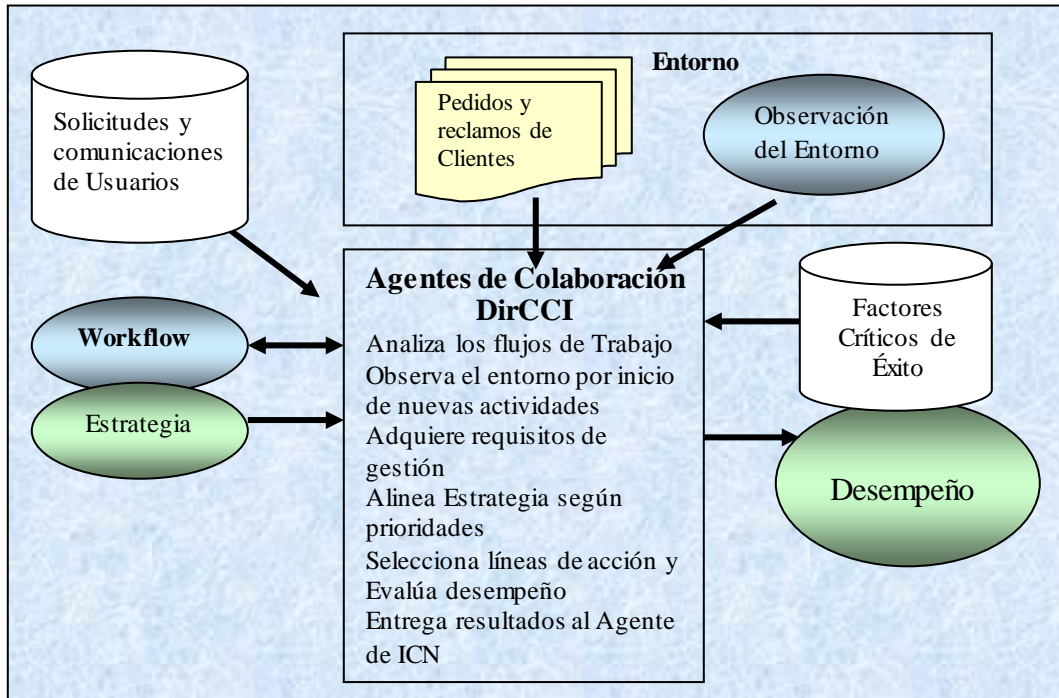 Entorno
Solicitudes y
comunicaciones
de Usuarios
Pedidos y
reclamos de
Clientes
Observación
del Entorno
Agentes de Colaboración
DirCCI
Analiza los flujos de Trabajo
Observa el entorno por inicio
de nuevas actividades
Adquiere requisitos de
gestión
Alinea Estrategia según
prioridades
Selecciona líneas de acción y
Evalúa desempeño
Entrega resultados al Agente
de ICN
Workflow
Estrategia
Factores
Críticos de
Éxito
Desempeño